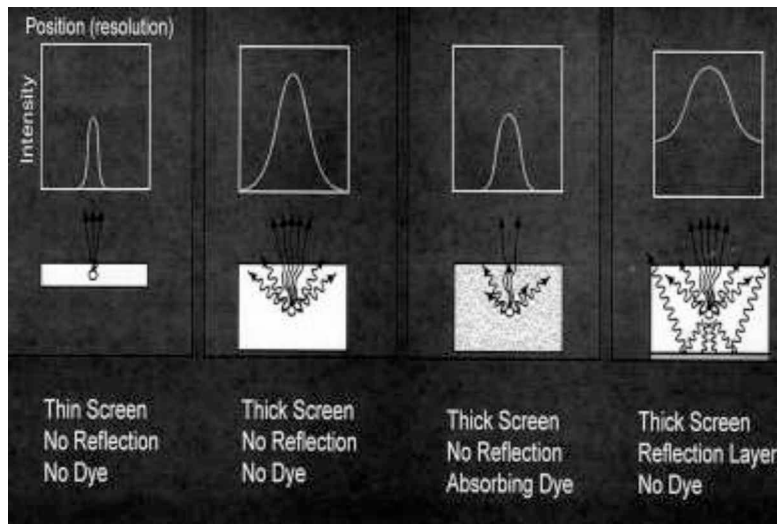 Position (resolution)
Intensity
Thin Screen
No Reflection
No Dye
Thick Screen
No Reflection
No Dye
Thick Screen
No Reflection
Absorbing Dye
Thick Screen
Reflection Layer
No Dye